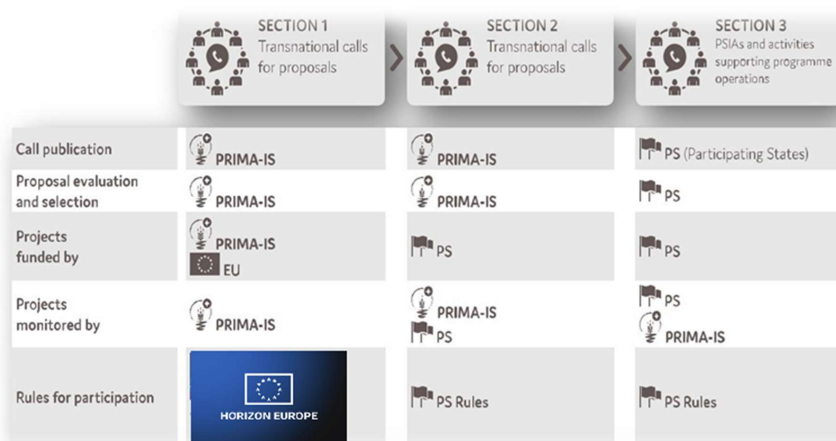 SECTION 1
Transnational calls
for proposals
SECTION 2
Transnational calls
for proposals
SECTION 3
PSIAs and activities
supporting programme
operations
Call publication
PRIMA-IS
PRIMA-IS
PS (Participating States)
Proposal evaluation
and selection
PRIMA-IS
PRIMA-IS
PS
Projects
funded by
PRIMA-IS
EU
PS
PS
Projects
monitored by
PRIMA-IS
PRIMA-IS
PS
PS
PRIMA-IS
Rules for participation
HORIZON EUROPE
PS Rules
PS Rules